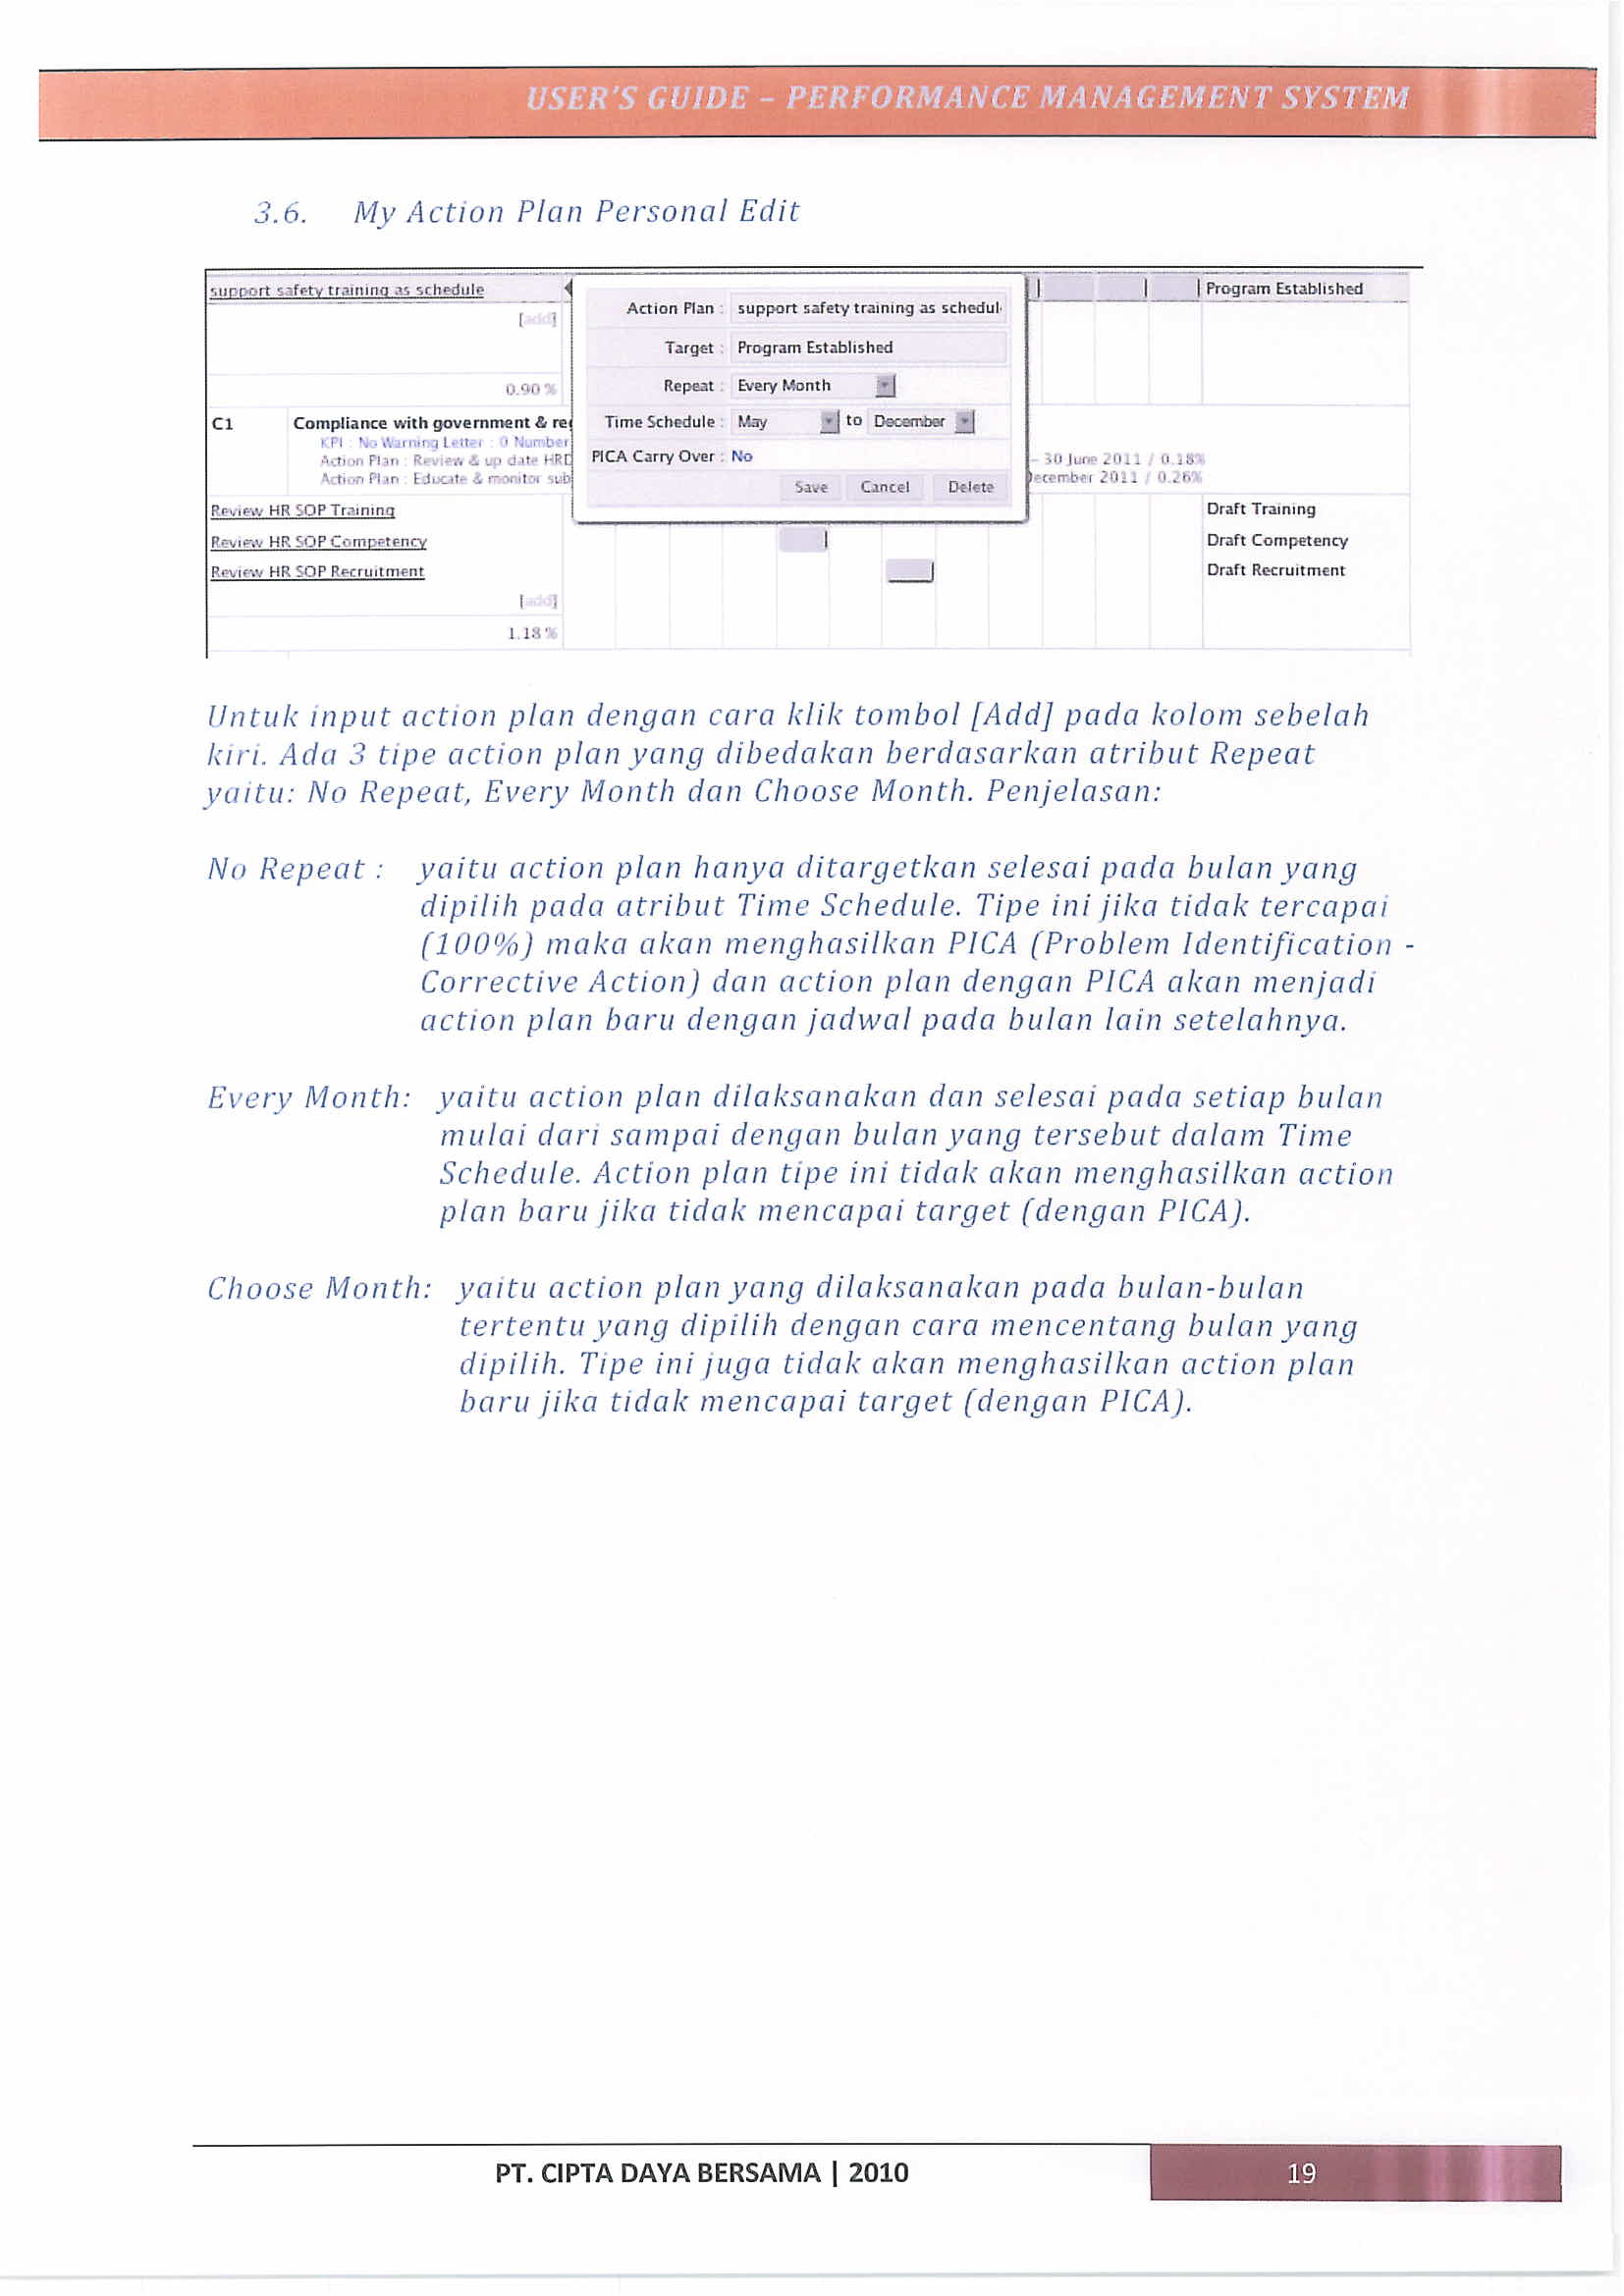 USER'S GUIDE – PERFORMANCE MANAGEMENT SYSTEM
3.6. My Action Plan Personal Edit
support safety training as schedule
[add]
0.90 %
Action Plan : support safety training as schedul
Target : Program Established
Repeat : Every Month
Time Schedule : May to December
PICA Carry Over : No
Save Cancel Delete
Program Established
C1 Compliance with government &
KPI : No Warning Letter : 0 Number
Action Plan : Review & up date HRD
Action Plan : Educate & monitor sub
– 30 June 2011 / 0.18%
ecember 2011 / 0.26%
Review HR SOP Training Draft Training
Review HR SOP Competency Draft Competency
Review HR SOP Recruitment Draft Recruitment
[add]
1.18 %
Untuk input action plan dengan cara klik tombol [Add] pada kolom sebelah
kiri. Ada 3 tipe action plan yang dibedakan berdasarkan atribut Repeat
yaitu: No Repeat, Every Month dan Choose Month. Penjelasan:
No Repeat : yaitu action plan hanya ditargetkan selesai pada bulan yang
dipilih pada atribut Time Schedule. Tipe ini jika tidak tercapai
(100%) maka akan menghasilkan PICA (Problem Identification -
Corrective Action) dan action plan dengan PICA akan menjadi
action plan baru dengan jadwal pada bulan lain setelahnya.
Every Month: yaitu action plan dilaksanakan dan selesai pada setiap bulan
mulai dari sampai dengan bulan yang tersebut dalam Time
Schedule. Action plan tipe ini tidak akan menghasilkan action
plan baru jika tidak mencapai target (dengan PICA).
Choose Month: yaitu action plan yang dilaksanakan pada bulan-bulan
tertentu yang dipilih dengan cara mencentang bulan yang
dipilih. Tipe ini juga tidak akan menghasilkan action plan
baru jika tidak mencapai target (dengan PICA).
PT. CIPTA DAYA BERSAMA | 2010
19